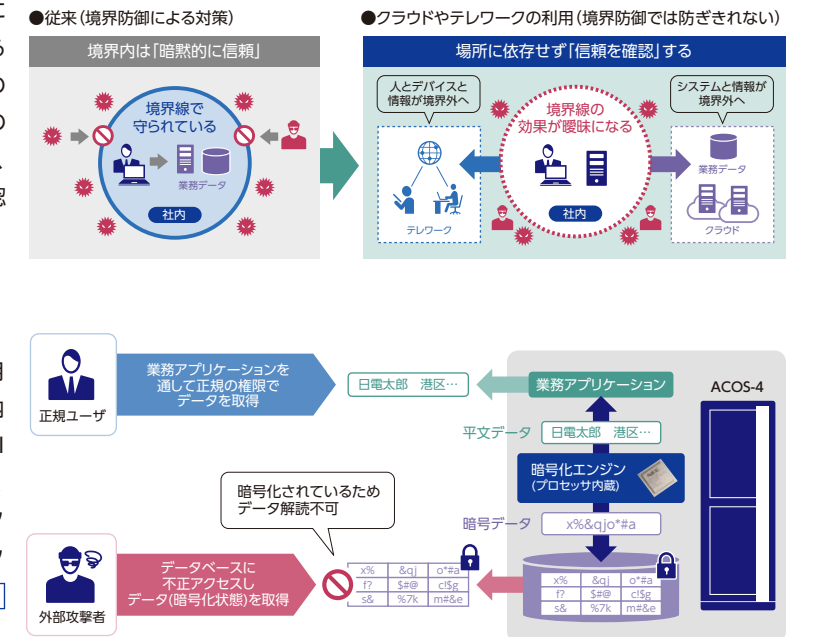 ●従来(境界防御による対策)
境界内は「暗黙的に信頼」
境界線で
守られている
業務データ
社内
●クラウドやテレワークの利用(境界防御では防ぎきれない)
場所に依存せず「信頼を確認」する
人とデバイスと
情報が境界外へ
テレワーク
境界線の
効果が曖昧になる
社内
システムと情報が
境界外へ
業務データ
クラウド
正規ユーザ
業務アプリケーションを
通して正規の権限で
データを取得
日電太郎 港区…
業務アプリケーション
ACOS-4
平文データ
日電太郎 港区…
暗号化エンジン
(プロセッサ内蔵)
暗号データ
x%&qjo*#a
暗号化されているため
データ解読不可
外部攻撃者
データベースに
不正アクセスし
データ(暗号化状態)を取得
x% &qj o*#a
f? $#@ c!$g
s& %7k m#&e
x% &qj o*#a
f? $#@ c!$g
s& %7k m#&e